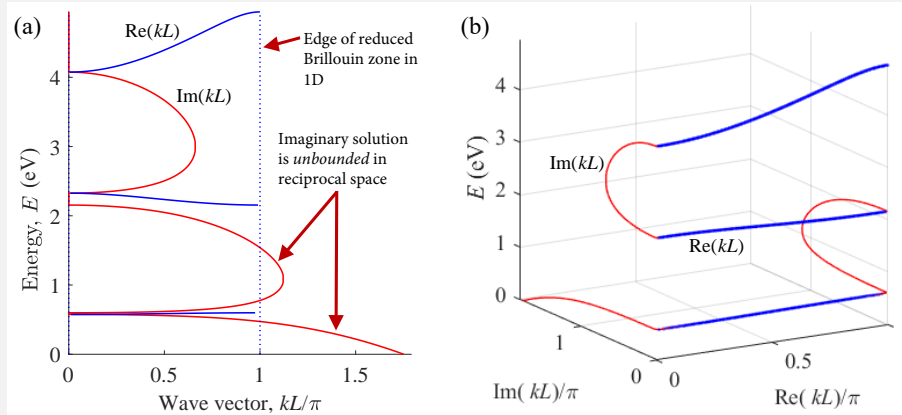 (a)
Re(kL)
Edge of reduced
Brillouin zone in
1D
Im(kL)
Imaginary solution
is unbounded in
reciprocal space
Energy, E (eV)
4
3
2
1
0
0 0.5 1 1.5
Wave vector, kL/π
(b)
E (eV)
4
3
2
1
0
Im(kL)
Re(kL)
1
0
0
0.5
Im( kL)/π
Re( kL)/π